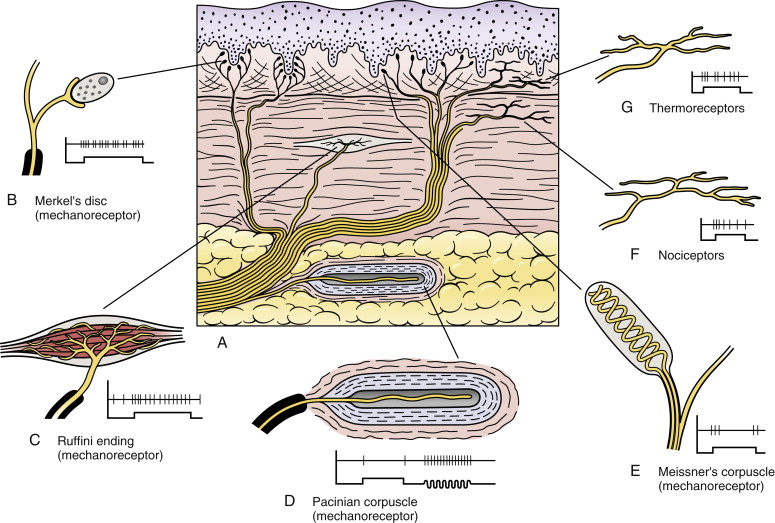 A
B Merkel's disc
(mechanoreceptor)
C Ruffini ending
(mechanoreceptor)
D Pacinian corpuscle
(mechanoreceptor)
E Meissner's corpuscle
(mechanoreceptor)
F Nociceptors
G Thermoreceptors